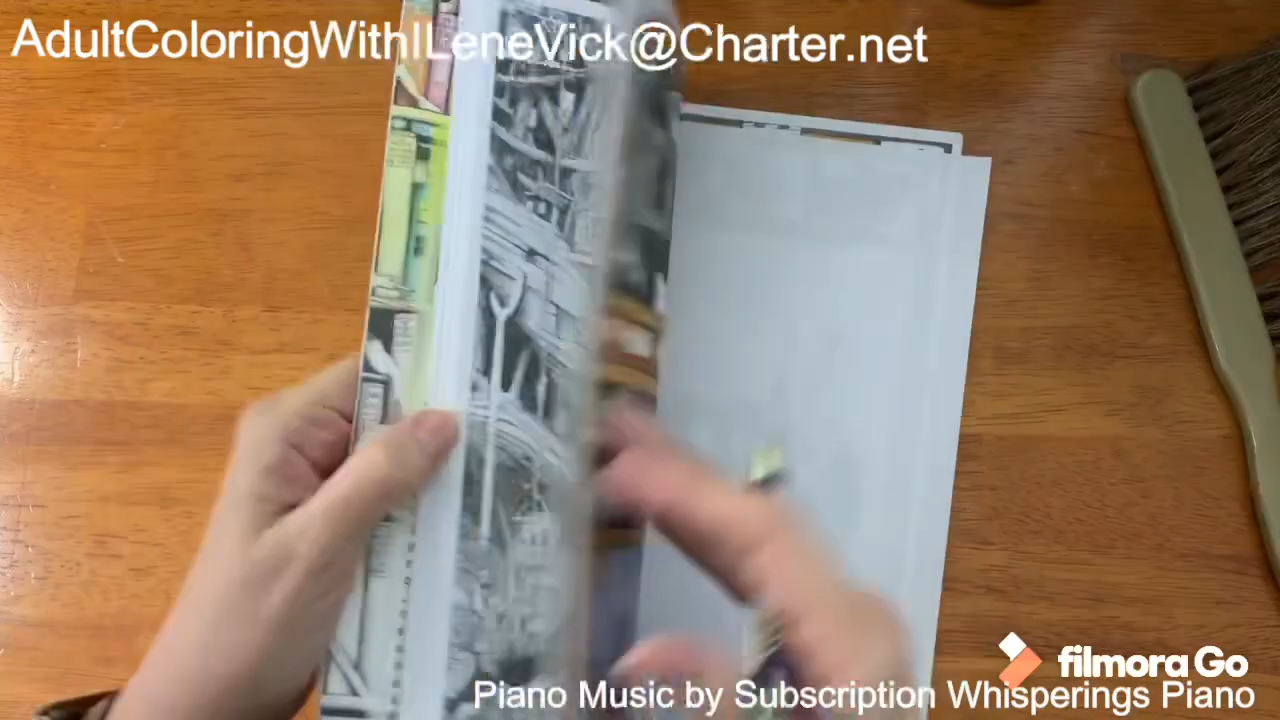 AdultColoringWithILeneVick@Charter.net
filmora Go
Piano Music by Subscription Whisperings Piano